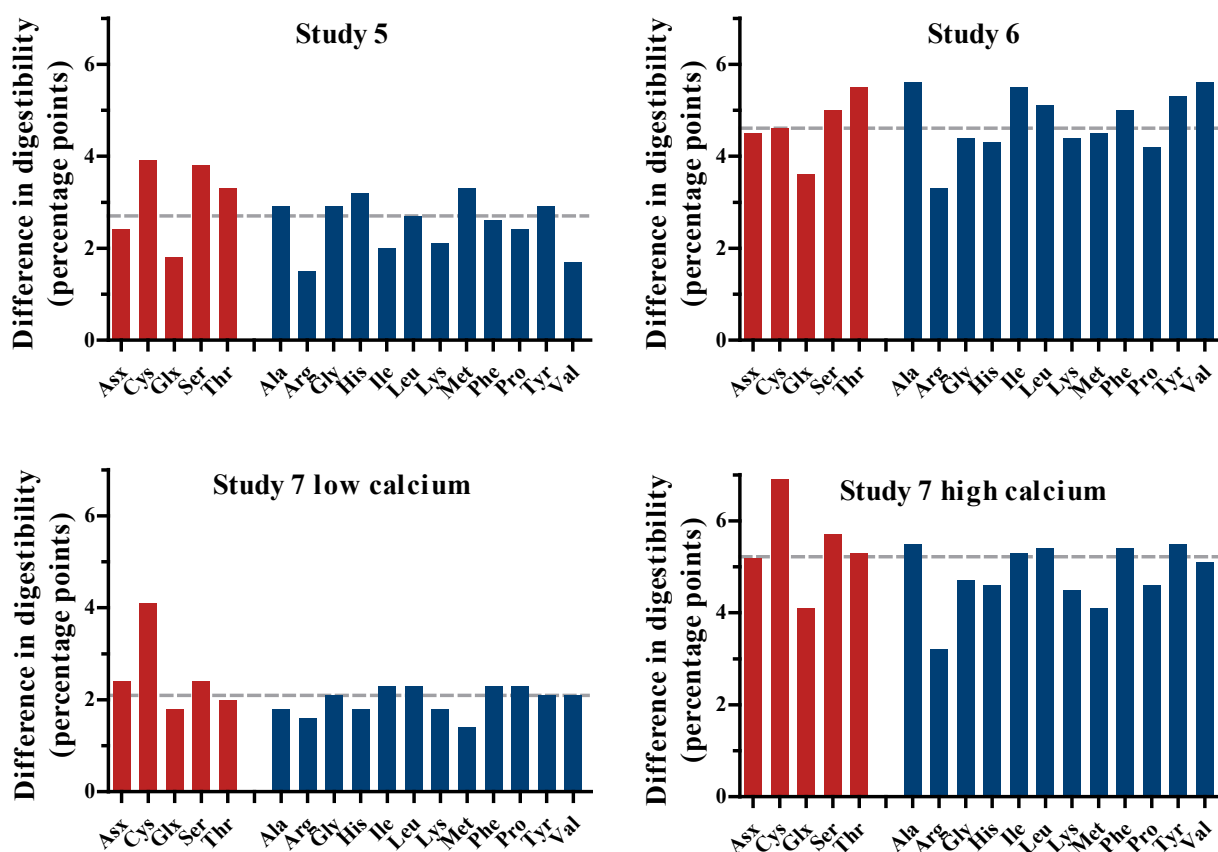 Study 5
Difference in digestibility
(percentage points)
6
4
2
0
Asx Cys Glx Ser Thr Ala Arg Gly His Ile Leu Lys Met Phe Pro Tyr Val
Study 6
Difference in digestibility
(percentage points)
6
4
2
0
Asx Cys Glx Ser Thr Ala Arg Gly His Ile Leu Lys Met Phe Pro Tyr Val
Study 7 low calcium
Difference in digestibility
(percentage points)
6
4
2
0
Asx Cys Glx Ser Thr Ala Arg Gly His Ile Leu Lys Met Phe Pro Tyr Val
Study 7 high calcium
Difference in digestibility
(percentage points)
6
4
2
0
Asx Cys Glx Ser Thr Ala Arg Gly His Ile Leu Lys Met Phe Pro Tyr Val